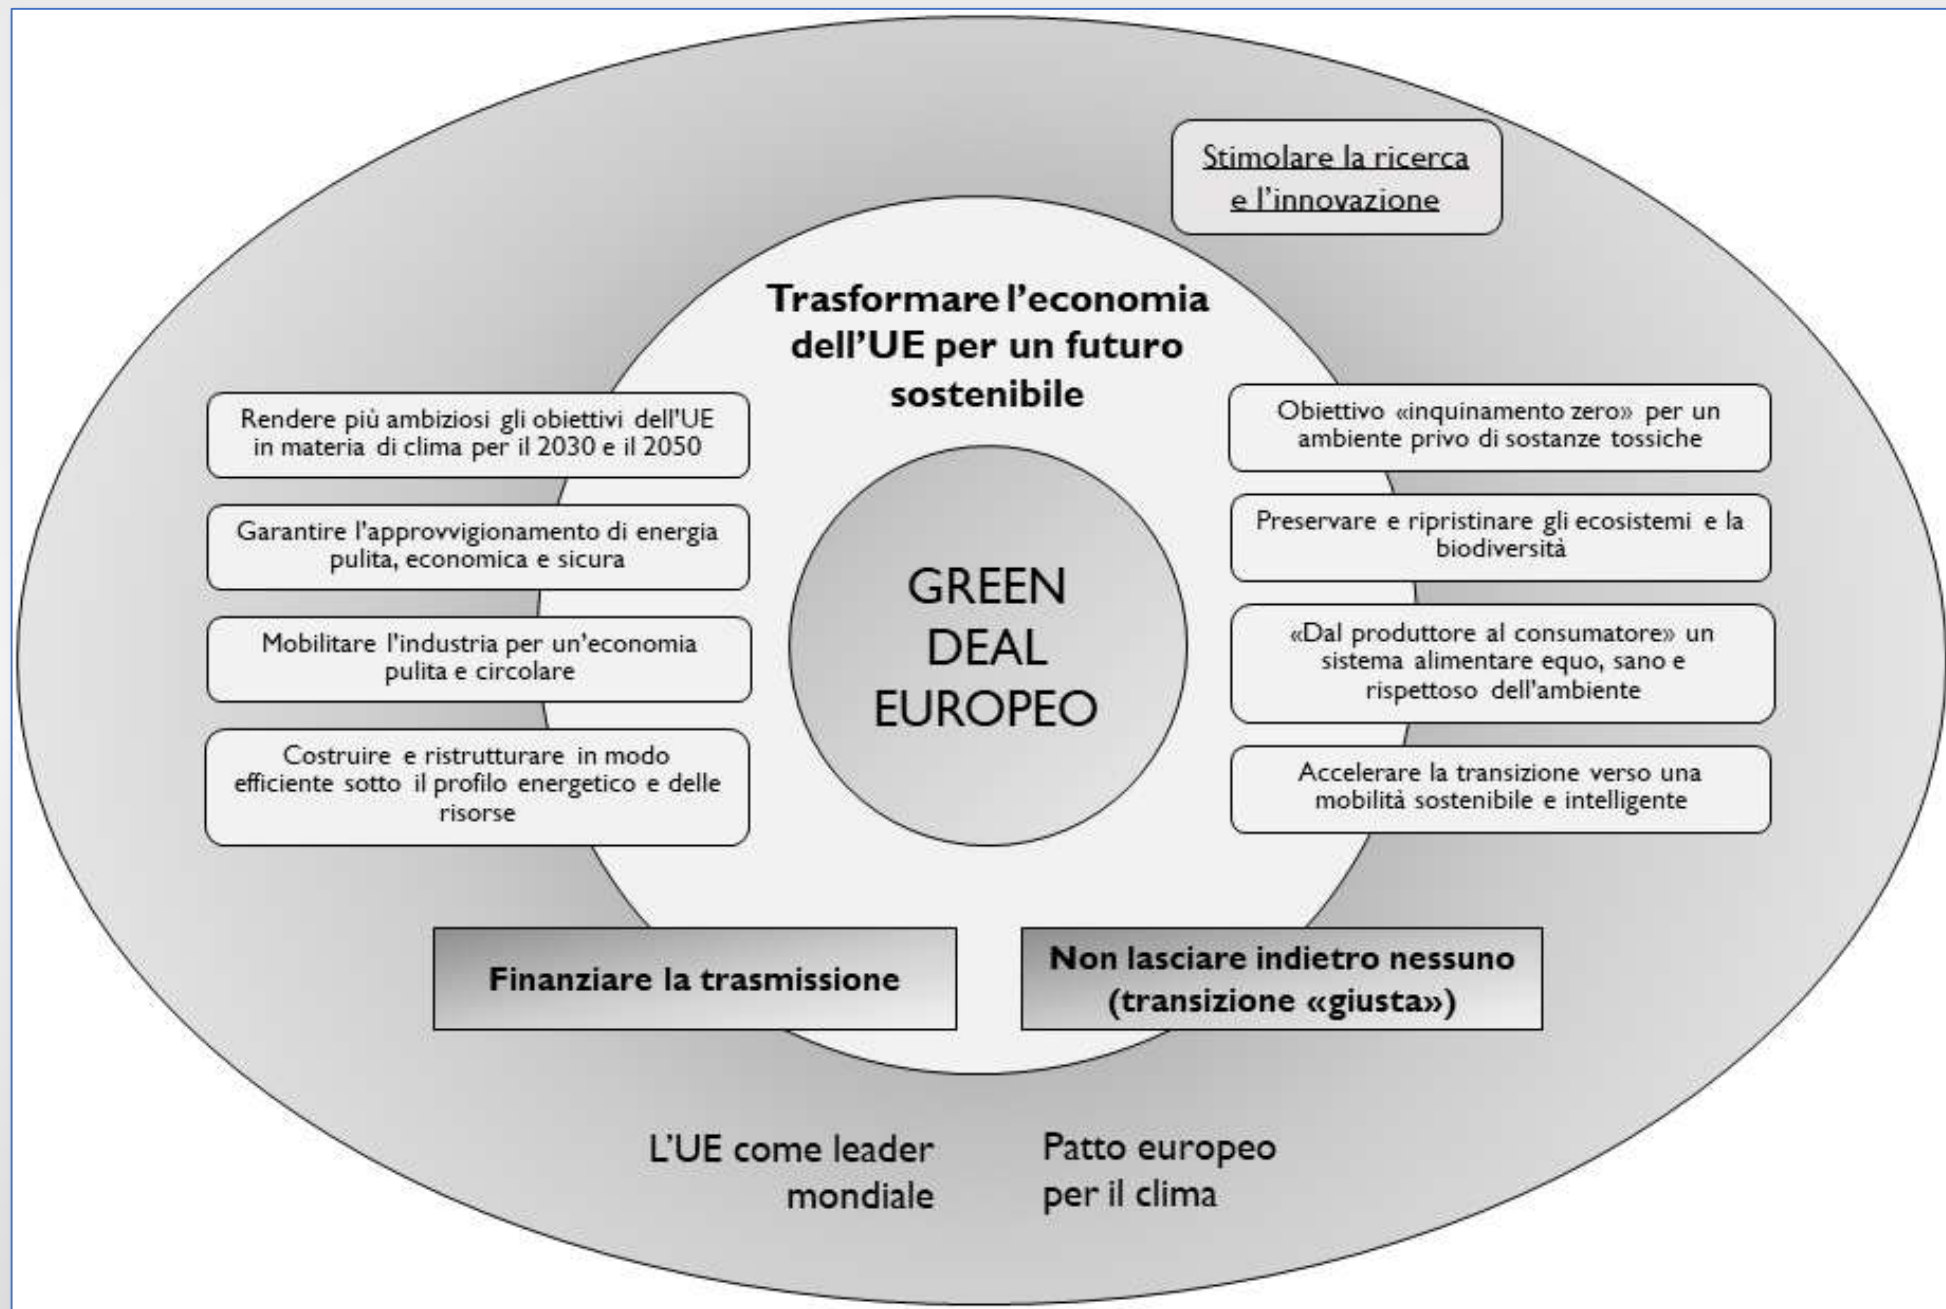 Stimolare la ricerca
e l'innovazione
Trasformare l'economia
dell'UE per un futuro
sostenibile
Rendere più ambiziosi gli obiettivi dell'UE
in materia di clima per il 2030 e il 2050
Garantire l'approvvigionamento di energia
pulita, economica e sicura
Mobilitare l'industria per un'economia
pulita e circolare
Costruire e ristrutturare in modo
efficiente sotto il profilo energetico e delle
risorse
GREEN
DEAL
EUROPEO
Obiettivo «inquinamento zero» per un
ambiente privo di sostanze tossiche
Preservare e ripristinare gli ecosistemi e la
biodiversità
«Dal produttore al consumatore» un
sistema alimentare equo, sano e
rispettoso dell'ambiente
Accelerare la transizione verso una
mobilità sostenibile e intelligente
Finanziare la trasmissione
Non lasciare indietro nessuno
(transizione «giusta»)
L'UE come leader
mondiale
Patto europeo
per il clima